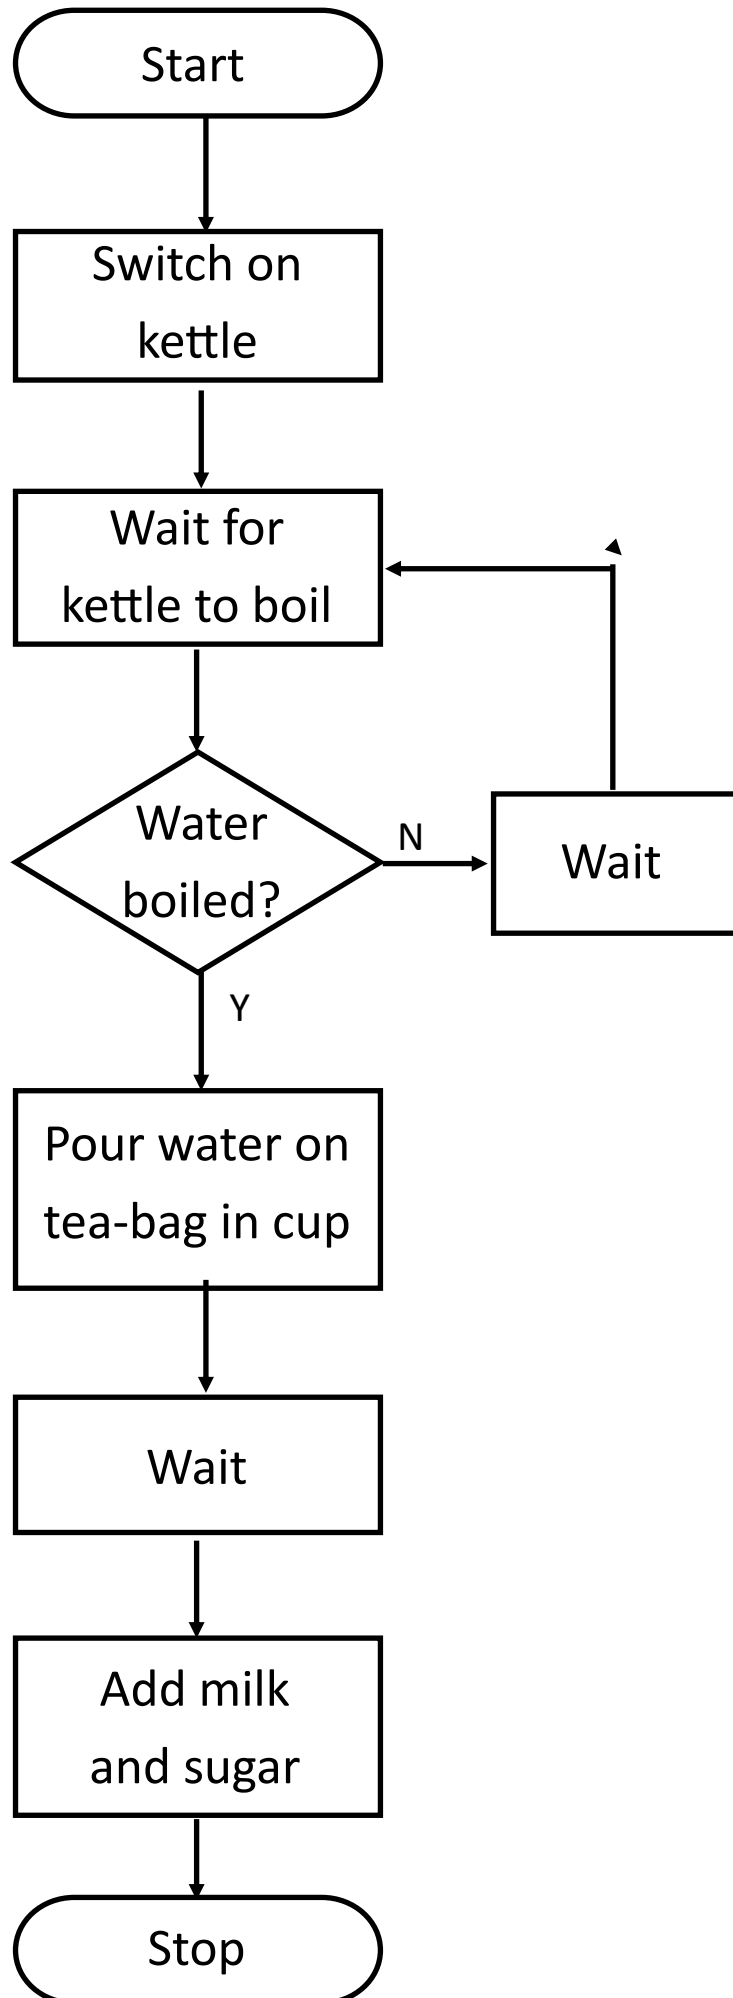 Start
Switch on
kettle
Wait for
kettle to boil
Water
boiled?
N
Wait
Y
Pour water on
tea-bag in cup
Wait
Add milk
and sugar
Stop